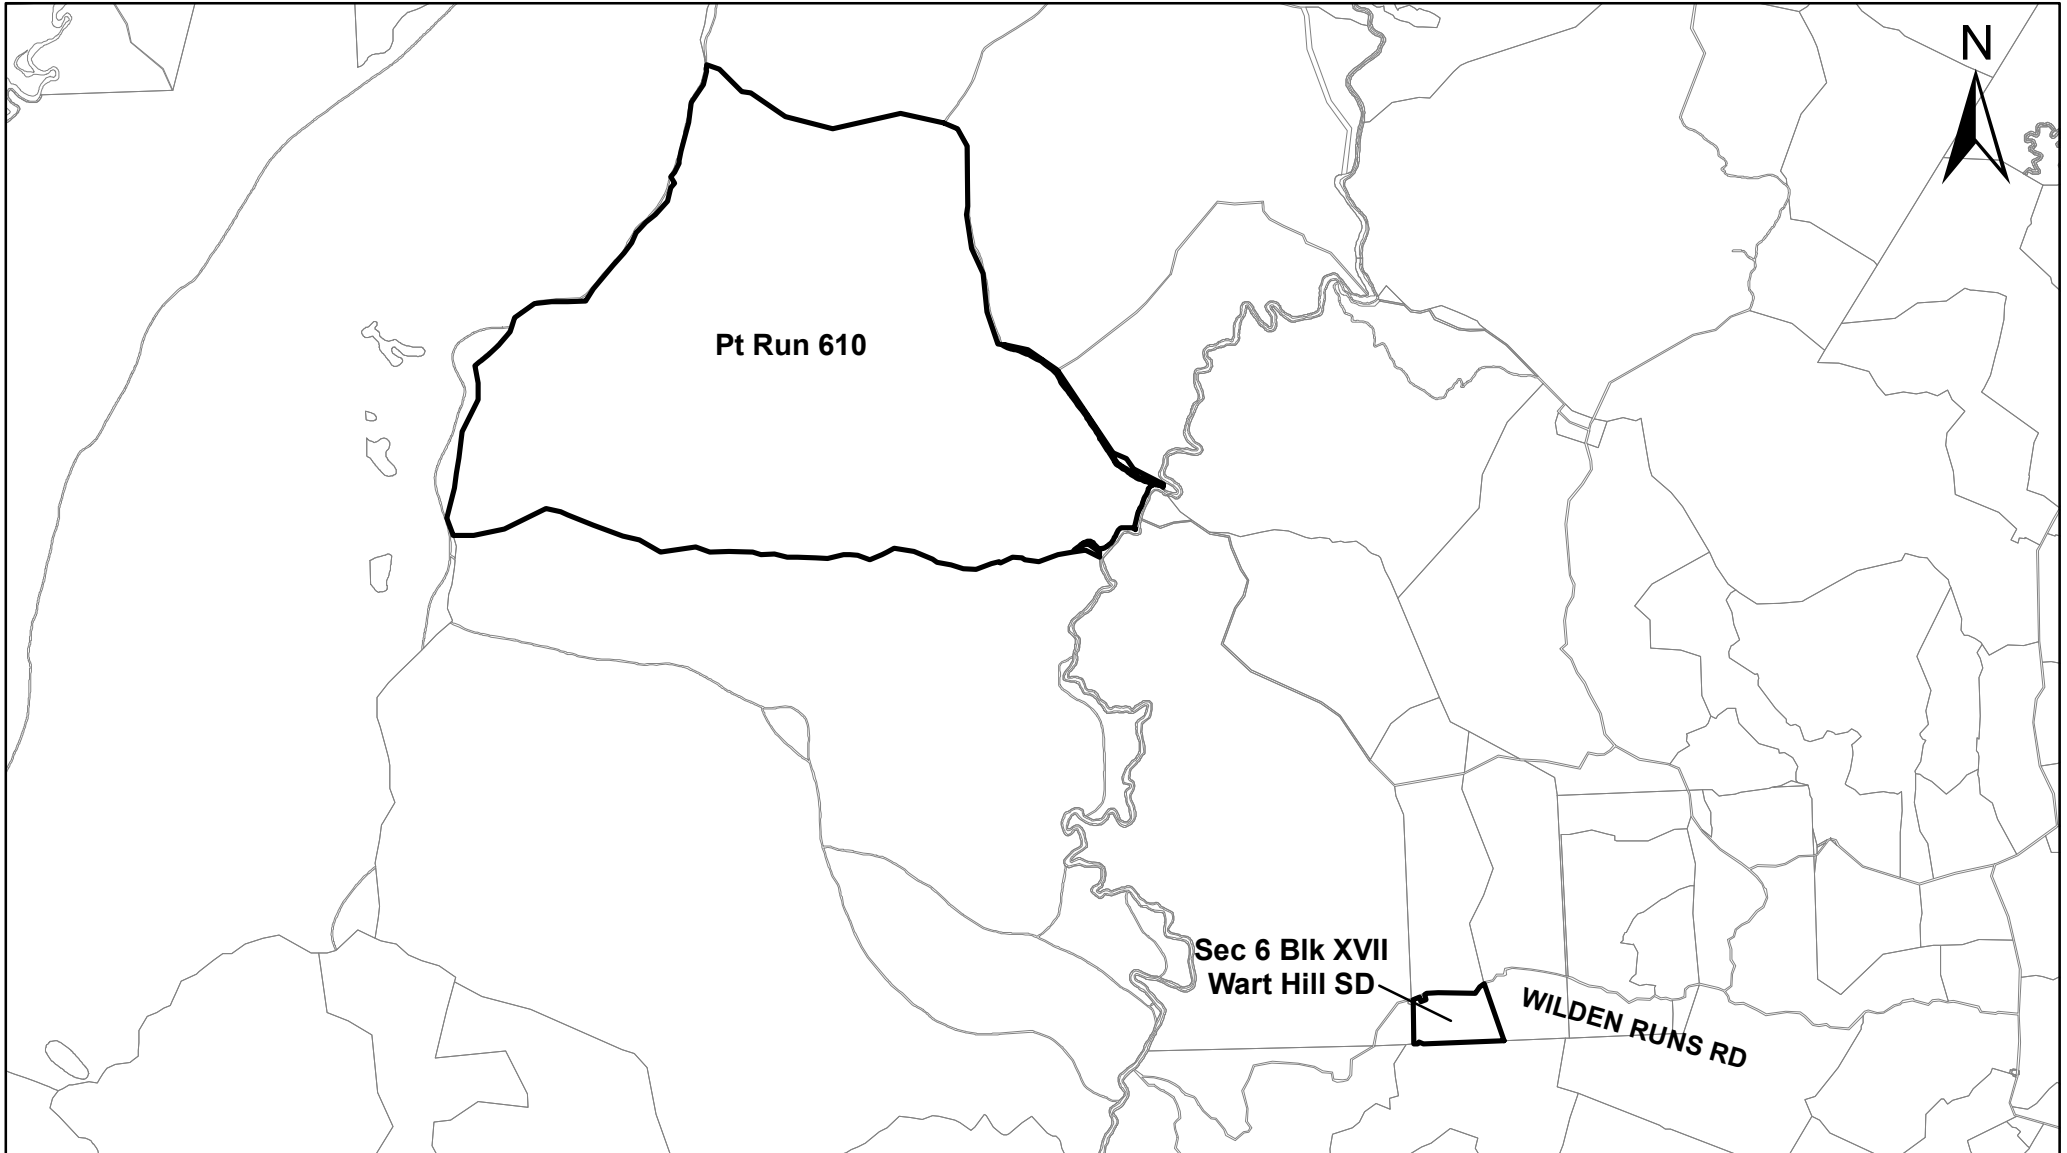 N
Pt Run 610
Sec 6 Blk XVII
Wart Hill SD
WILDEN RUNS RD